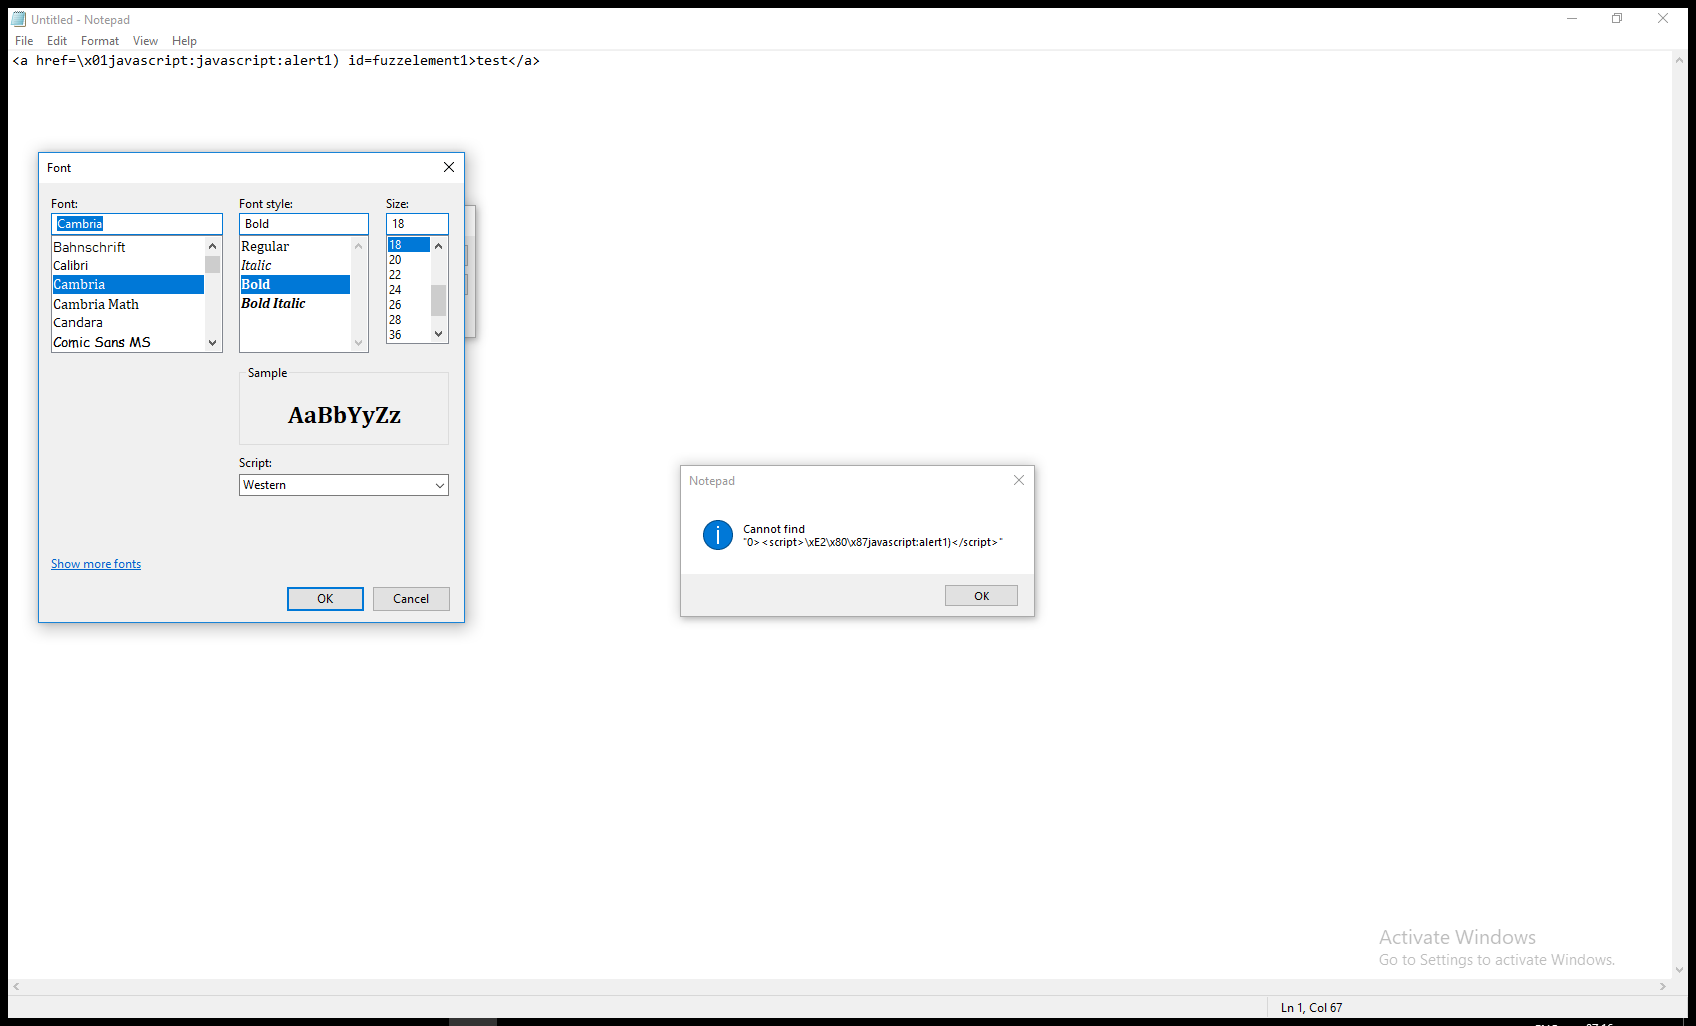 Untitled - Notepad
File Edit Format View Help
<a href=\x01javascript:javascript:alert1) id=fuzzelement1>test</a>
Font
Font: Font style: Size:
Cambria Bold 18
Bahnschrift Regular 18
Calibri Italic 20
Cambria Bold 22
Cambria Math Bold Italic 24
Candara 26
Comic Sans MS 28
36
Sample
AaBbYyZz
Script:
Western
Show more fonts
OK Cancel
Notepad
Cannot find
"0><script>\xE2\x80\x87javascript:alert1)</script>"
OK
Activate Windows
Go to Settings to activate Windows.
Ln 1, Col 67